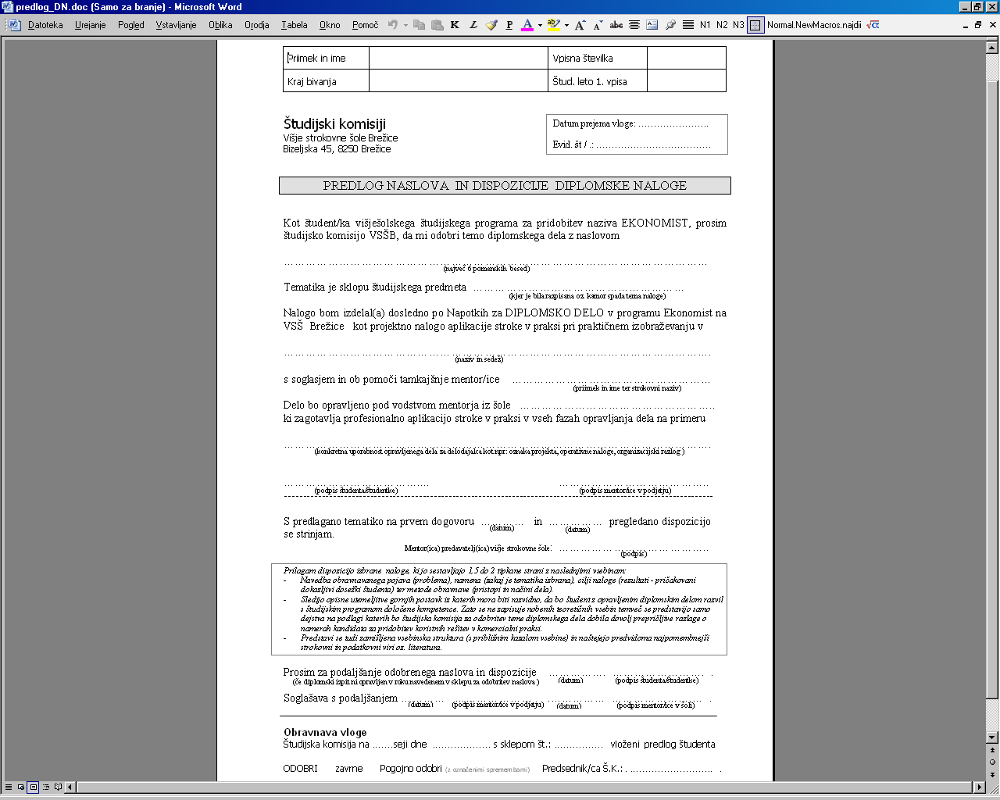 predlog_DN.doc (Samo za branje) - Microsoft Word
Datoteka Urejanje Pogled Vstavljanje Oblika Orodja Tabela Okno Pomoč K L P A ab A A abc N1 N2 N3 Normal.NewMacros.najdii √α
Priimek in ime Vpisna številka
Kraj bivanja Štud. leto 1. vpisa
Študijski komisiji
Višje strokovne šole Brežice
Bizeljska 45, 8250 Brežice
Datum prejema vloge: .......................
Evid. št / .: .....................................
PREDLOG NASLOVA IN DISPOZICIJE DIPLOMSKE NALOGE
Kot študent/ka višješolskega študijskega programa za pridobitev naziva EKONOMIST, prosim
študijsko komisijo VSŠB, da mi odobri temo diplomskega dela z naslovom
(največ 6 pomenskih besed)
Tematika je sklopu študijskega predmeta ................................................
(kjer je bila razpisana oz. kamor spada tema naloge)
Nalogo bom izdelal(a) dosledno po Napotkih za DIPLOMSKO DELO v programu Ekonomist na
VSŠ Brežice kot projektno nalogo aplikacije stroke v praksi pri praktičnem izobraževanju v
(naziv in sedež)
s soglasjem in ob pomoči tamkajšnje mentor/ice ................................................
(priimek in ime ter strokovni naziv)
Delo bo opravljeno pod vodstvom mentorja iz šole ................................................
ki zagotavlja profesionalno aplikacijo stroke v praksi v vseh fazah opravljanja dela na primeru
(konkretna uporabnost opravljenega dela za delodajalca kot npr: oznaka projekta, operativne naloge, organizacijski razlog )
(podpis študenta/študentke) (podpis mentor/ice v podjetju)
S predlagano tematiko na prvem dogovoru ............ in ............... pregledano dispozicijo
(datum) (datum)
se strinjam.
Mentor(ica) predavatelj(ica) višje strokovne šole: ..........................................
(podpis)
Prilagam dispozicijo izbrane naloge, ki jo sestavljajo 1,5 do 2 tipkane strani z naslednjimi vsebinam:
- Navedba obravnavanega pojava (problema), namena (zakaj je tematika izbrana), cilji naloge (rezultati - pričakovani
dokazljivi dosežki študenta) ter metode obravnave (pristopi in načini dela).
- Sledijo opisne utemeljitve gornjih postavk iz katerih mora biti razvidno, da bo študent z opravljenim diplomskim delom razvil
s študijskim programom določene kompetence. Zato se ne zapisuje nobenih teoretičnih vsebin temveč se predstavijo samo
dejstva na podlagi katerih bo študijska komisija za odobritev teme diplomskega dela dobila dovolj prepričljive razlage o
namerah kandidata za pridobitev koristnih rešitev v komercialni praksi.
- Predstavi se tudi zamišljena vsebinska struktura (s približnim kazalom vsebine) in naštejejo predvidoma najpomembnejši
strokovni in podatkovni viri oz. literatura.
Prosim za podaljšanje odobrenega naslova in dispozicije ................ ......................... .
(če diplomski izpit ni opravljen v roku navedenem v sklepu za odobritev naslova ) (datum) (podpis študenta/študentke)
Soglašava s podaljšanjem ............ ............................ ................ ......................... .
(datum) (podpis mentor/ice v podjetju) (datum) (podpis mentor/ice v šoli)
Obravnava vloge
Študijska komisija na .......seji dne .................... s sklepom št.: ................. vloženi predlog študenta
ODOBRI zavrne Pogojno odobri (z označenimi spremembami) Predsednik/ca Š.K.: . ........................... .